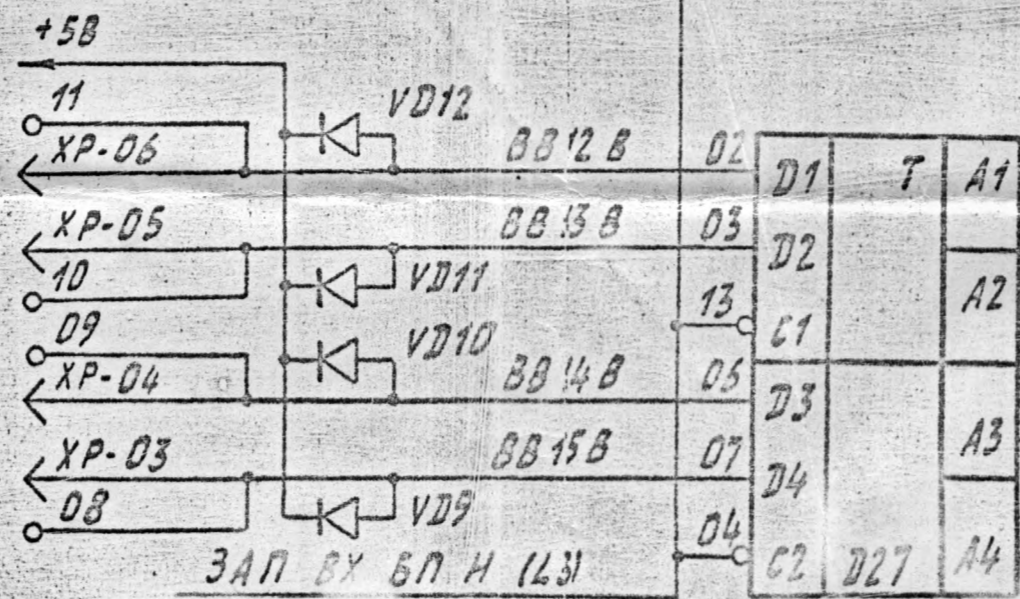 +5В
11
VD12
ХР-06
ВВ 12 В
02
D1
T
A1
ХР-05
ВВ 13 В
03
D2
10
VD11
A2
13
C1
09
VD10
ХР-04
ВВ 14 В
06
D3
ХР-03
ВВ 15 В
07
D4
A3
08
VD9
04
C2
D27
A4
ЗАП ВХ БП Н (L3)